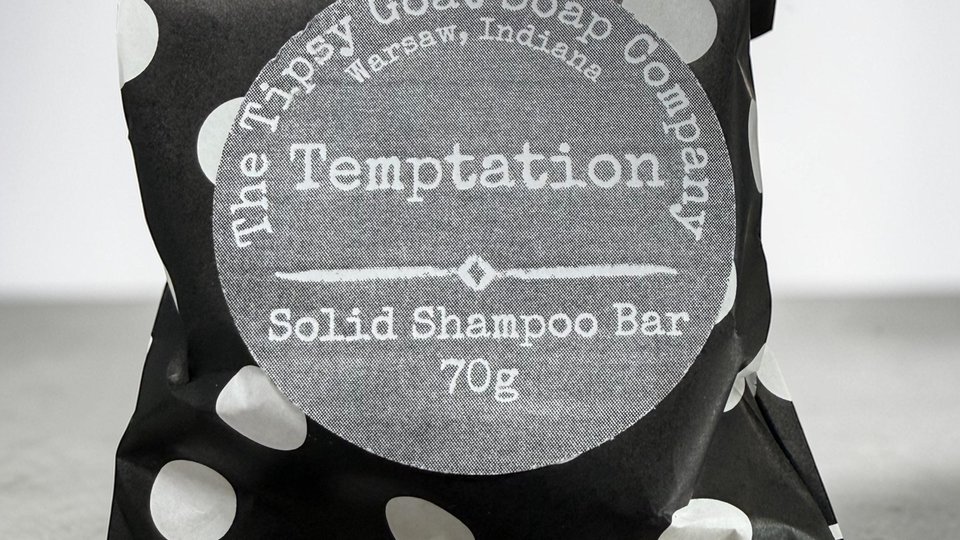 The Tipsy Goat Soap Company
Warsaw, Indiana
Temptation
Solid Shampoo Bar
70g